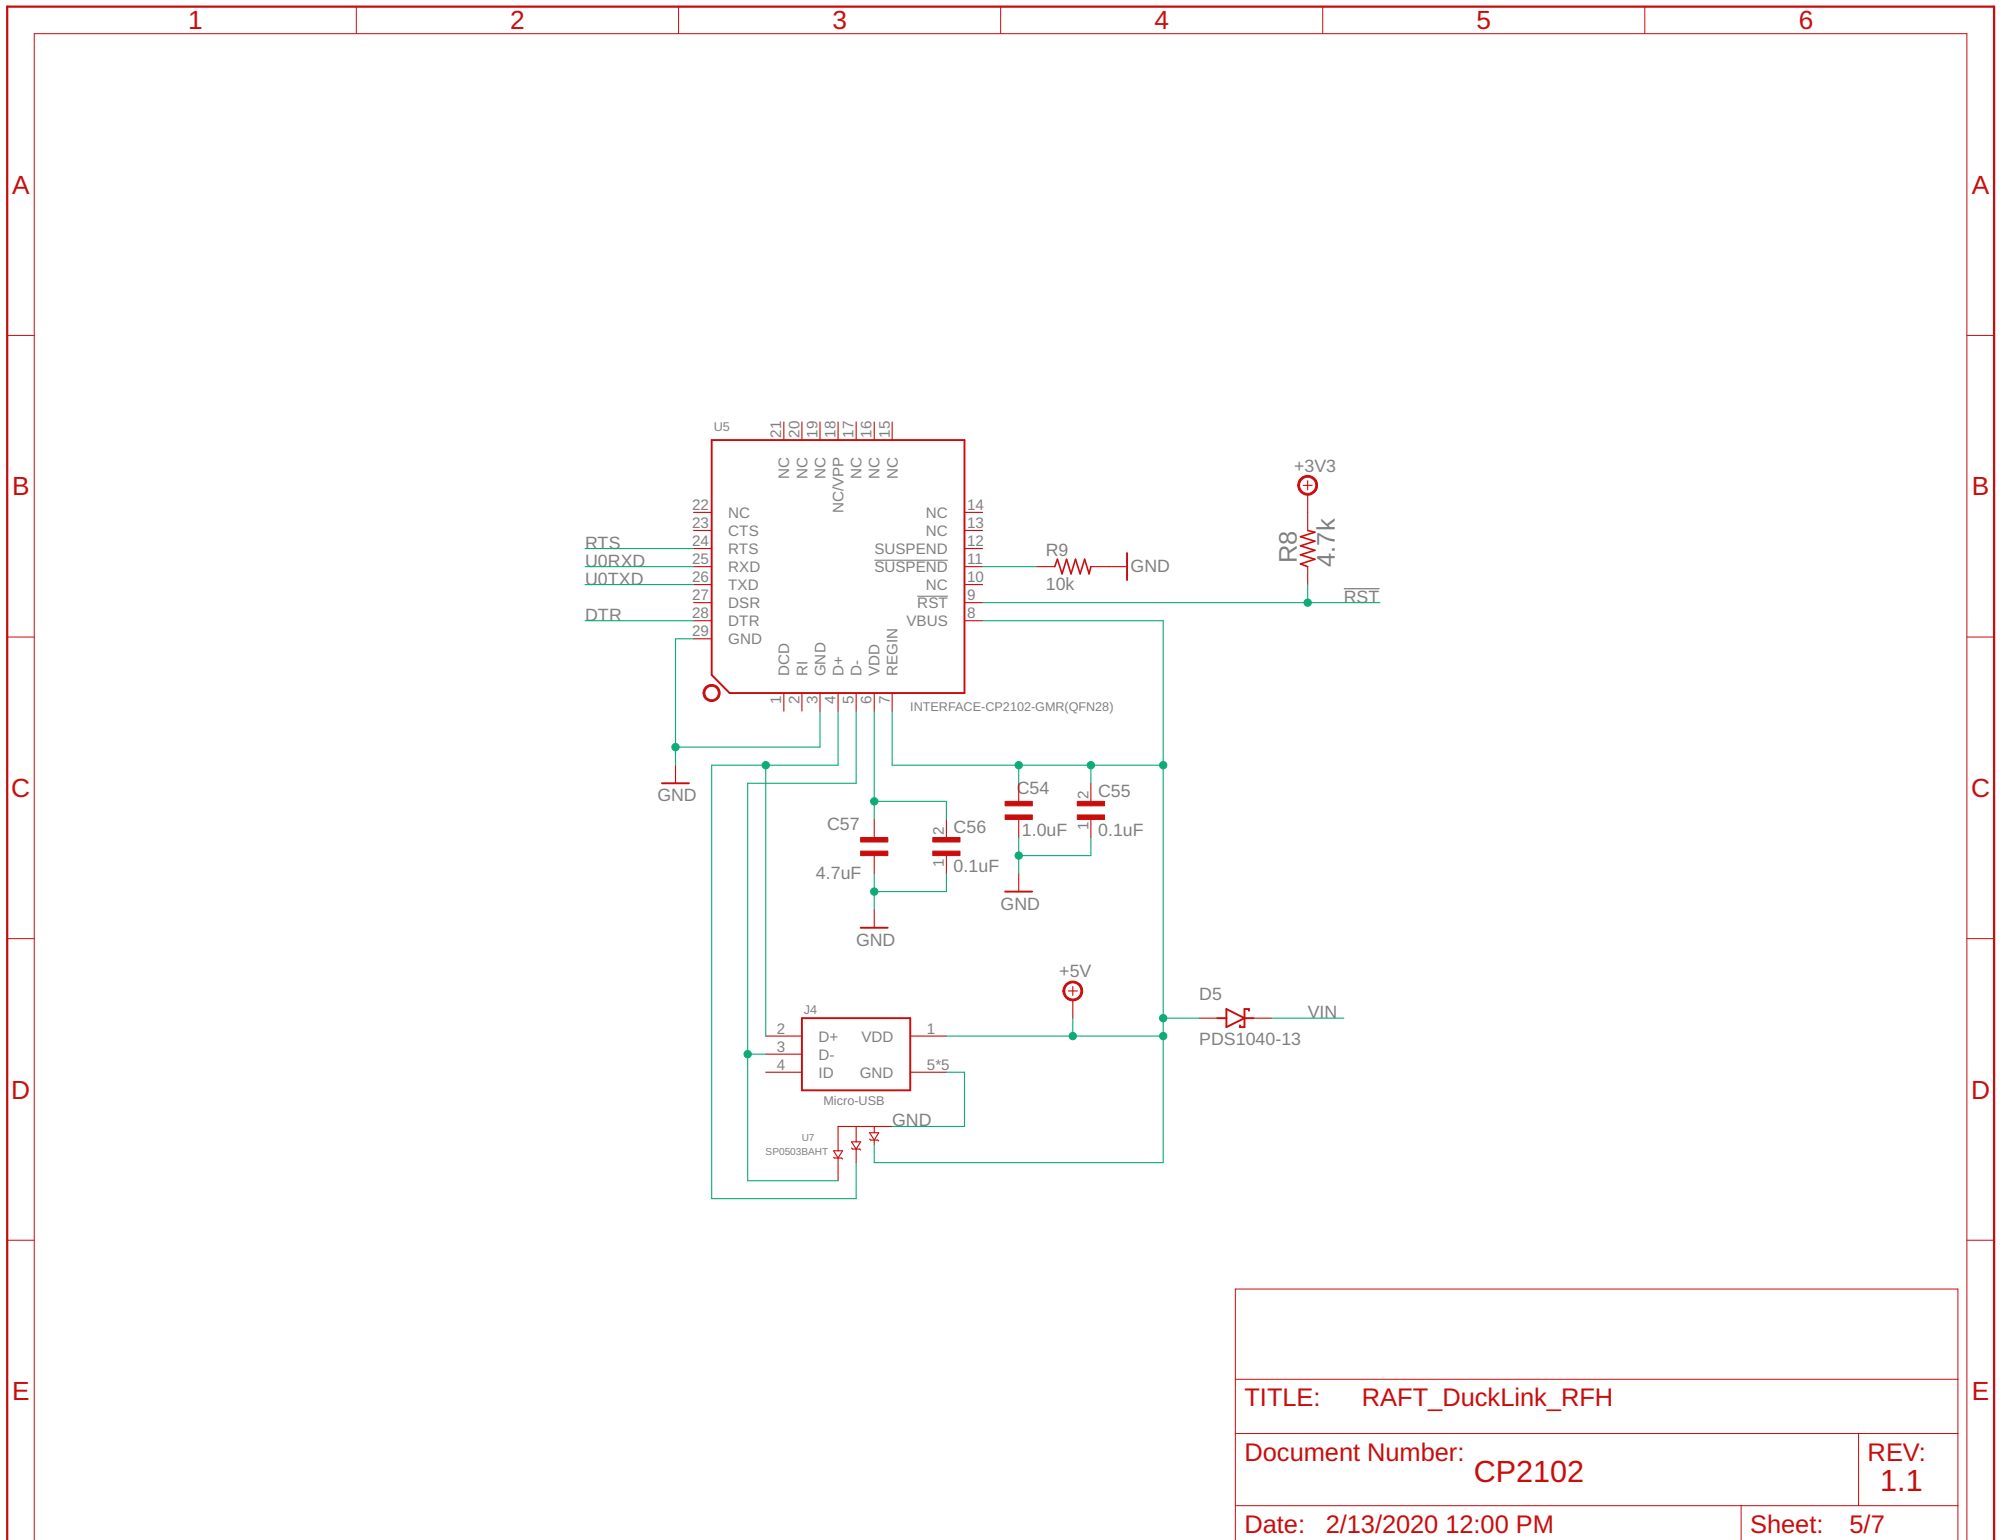 1 2 3 4 5 6
A A
B B
C C
D D
E E
U5
21 20 19 18 17 16 15
NC NC NC NC/VPP NC NC NC
22 NC
23 CTS
RTS 24 RTS
U0RXD 25 RXD
U0TXD 26 TXD
27 DSR
DTR 28 DTR
29 GND
NC 14
NC 13
SUSPEND 12
SUSPEND 11
NC 10
RST 9
VBUS 8
DCD RI GND D+ D- VDD REGIN
1 2 3 4 5 6 7
INTERFACE-CP2102-GMR(QFN28)
R9
10k
GND
+3V3
R8
4.7k
RST
GND
C57
4.7uF
2 C56
1 0.1uF
GND
C54
1.0uF
2 C55
1 0.1uF
GND
+5V
D5
PDS1040-13
VIN
J4
2 D+ VDD 1
3 D-
4 ID GND 5*5
Micro-USB
GND
U7
SP0503BAHT
TITLE: RAFT_DuckLink_RFH
Document Number: CP2102
REV: 1.1
Date: 2/13/2020 12:00 PM
Sheet: 5/7